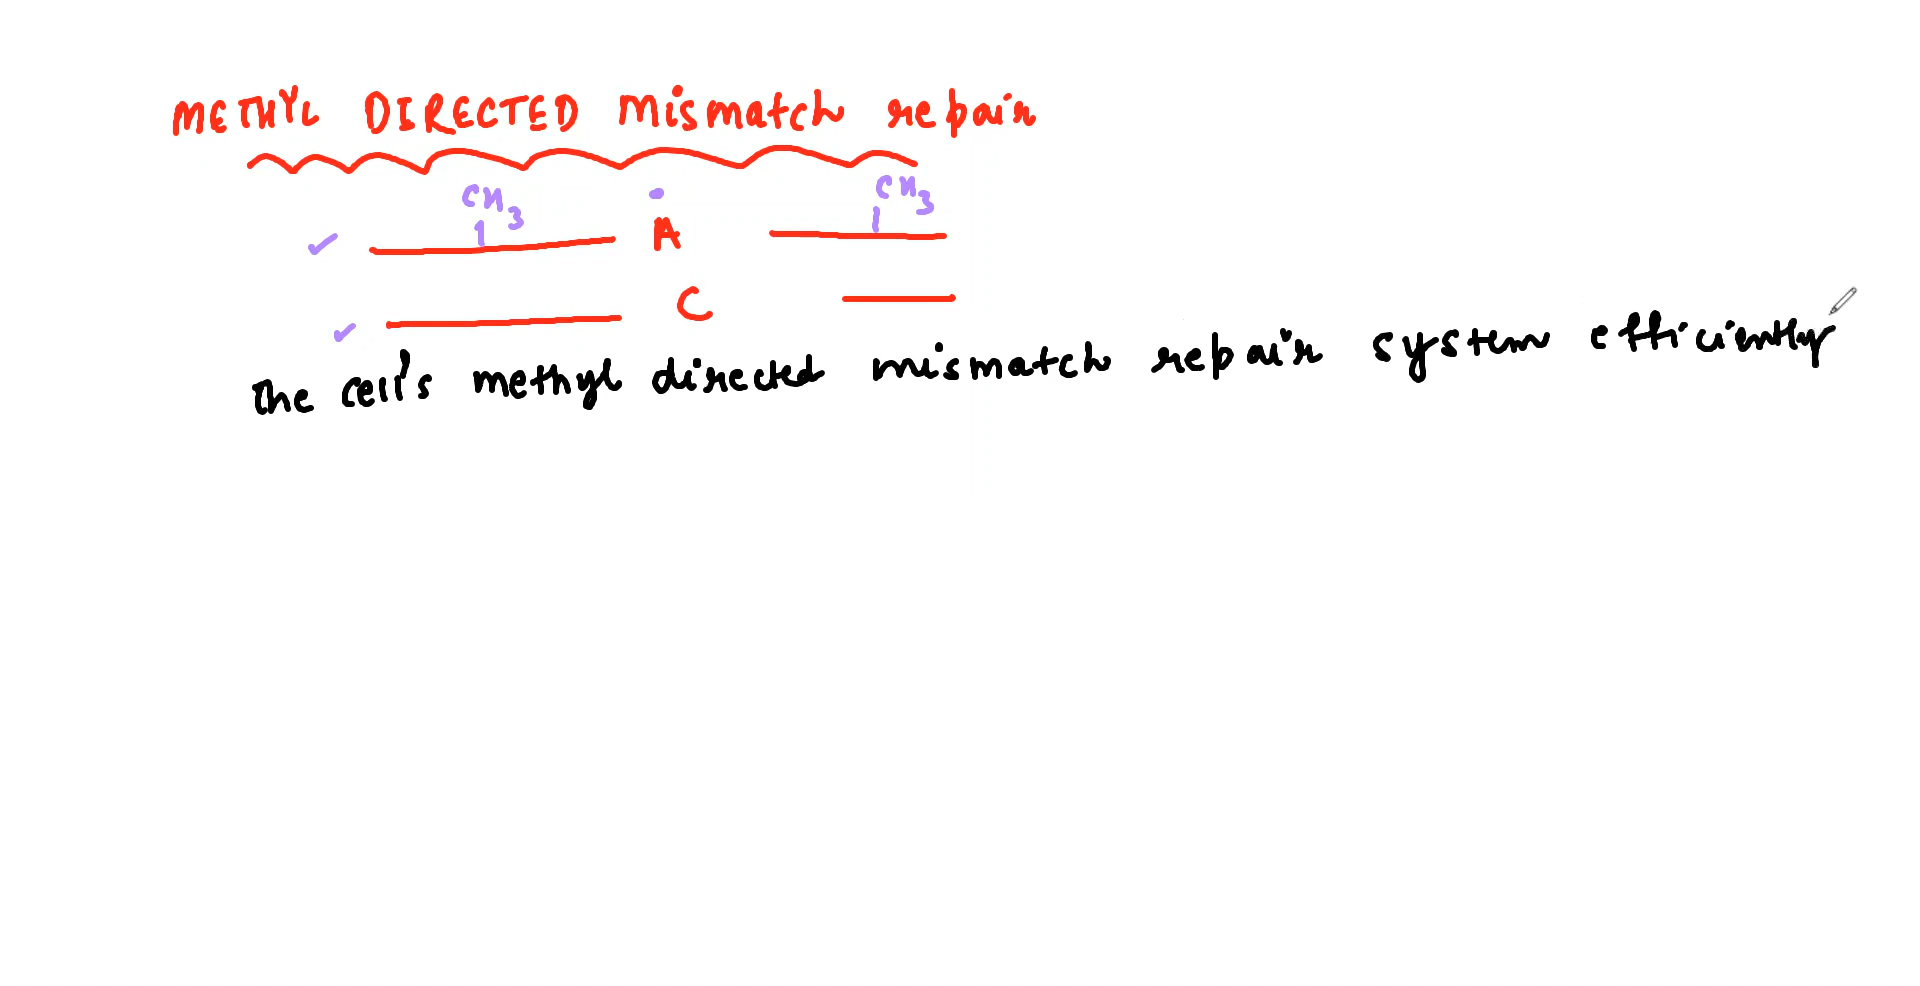 METHYL DIRECTED Mismatch repair
CH3 CH3
A
C
The cell's methyl directed mismatch repair system efficiently